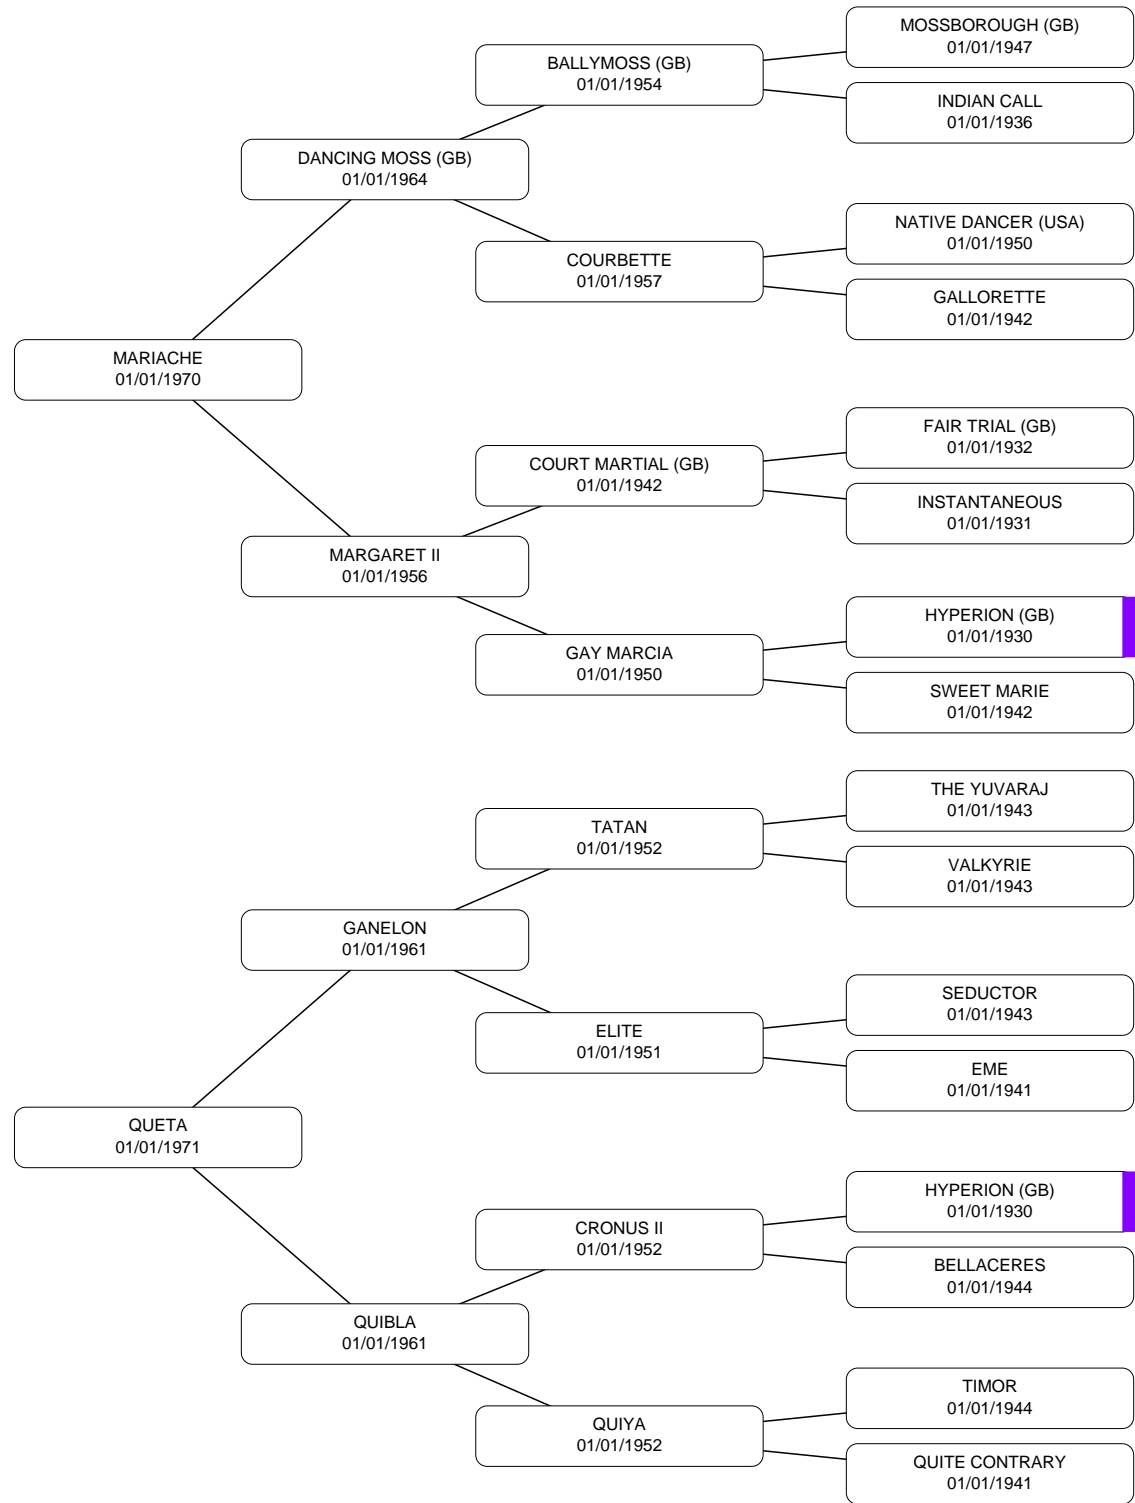 MOSSBOROUGH (GB)
01/01/1947
BALLYMOSS (GB)
01/01/1954
INDIAN CALL
01/01/1936
DANCING MOSS (GB)
01/01/1964
NATIVE DANCER (USA)
01/01/1950
COURBETTE
01/01/1957
GALLORETTE
01/01/1942
MARIACHE
01/01/1970
FAIR TRIAL (GB)
01/01/1932
COURT MARTIAL (GB)
01/01/1942
INSTANTANEOUS
01/01/1931
MARGARET II
01/01/1956
HYPERION (GB)
01/01/1930
GAY MARCIA
01/01/1950
SWEET MARIE
01/01/1942
THE YUVARAJ
01/01/1943
TATAN
01/01/1952
VALKYRIE
01/01/1943
GANELON
01/01/1961
SEDUCTOR
01/01/1943
ELITE
01/01/1951
EME
01/01/1941
QUETA
01/01/1971
HYPERION (GB)
01/01/1930
CRONUS II
01/01/1952
BELLACERES
01/01/1944
QUIBLA
01/01/1961
TIMOR
01/01/1944
QUIYA
01/01/1952
QUITE CONTRARY
01/01/1941